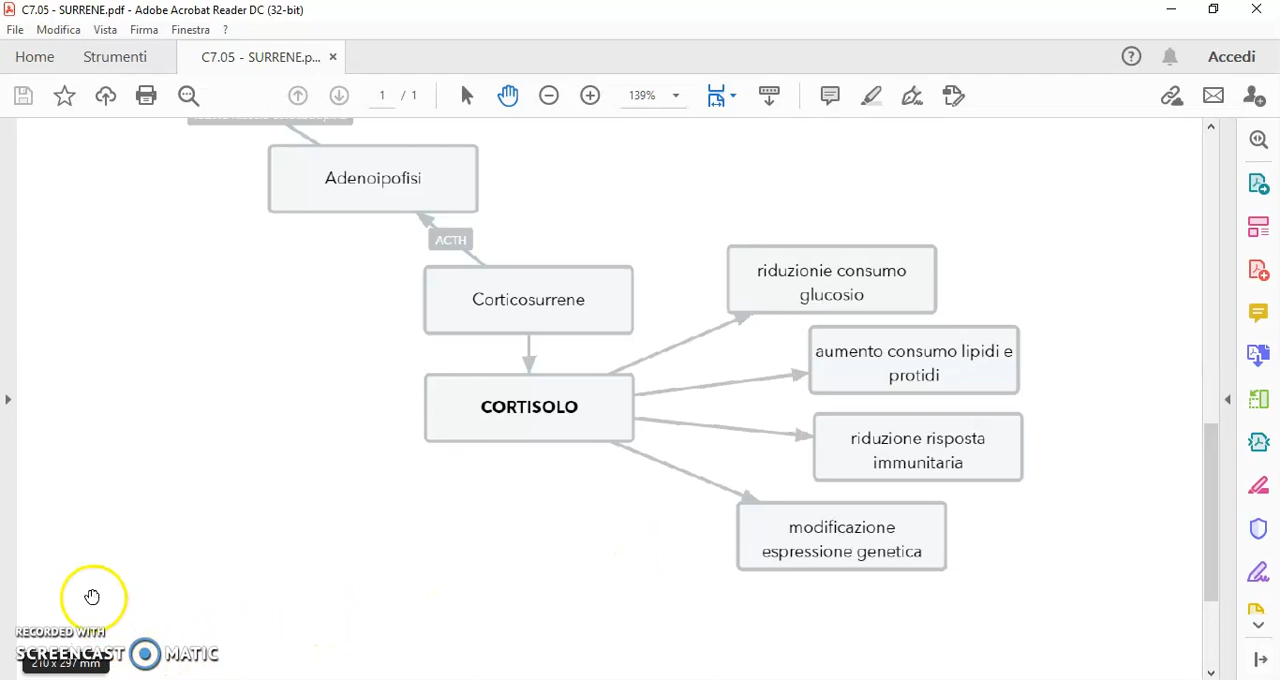 C7.05 - SURRENE.pdf - Adobe Acrobat Reader DC (32-bit)
File Modifica Vista Firma Finestra ?
Home Strumenti C7.05 - SURRENE.p... × Accedi
1 / 1 139%
Adenoipofisi
ACTH
Corticosurrene
CORTISOLO
riduzionie consumo
glucosio
aumento consumo lipidi e
protidi
riduzione risposta
immunitaria
modificazione
espressione genetica
RECORDED WITH
SCREENCAST MATIC
210 x 297 mm